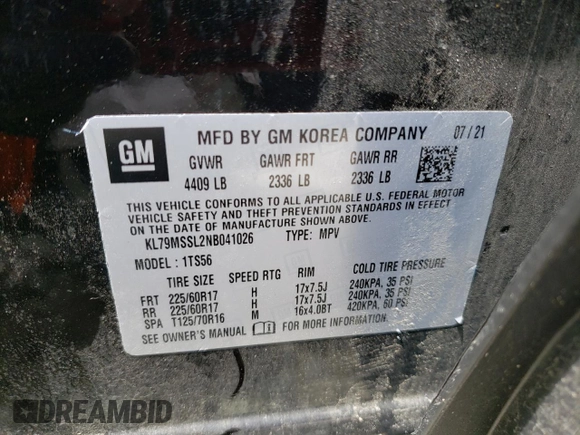 GM
MFD BY GM KOREA COMPANY 07/21
GVWR GAWR FRT GAWR RR
4409 LB 2336 LB 2336 LB
THIS VEHICLE CONFORMS TO ALL APPLICABLE U.S. FEDERAL MOTOR
VEHICLE SAFETY AND THEFT PREVENTION STANDARDS IN EFFECT
ON THE DATE OF MANUFACTURE SHOWN ABOVE.
KL79MSSL2NB041026 TYPE: MPV
MODEL: 1TS56
TIRE SIZE SPEED RTG RIM COLD TIRE PRESSURE
FRT 225/60R17 H 17x7.5J 240KPA, 35 PSI
RR 225/60R17 H 17x7.5J 240KPA, 35 PSI
SPA T125/70R16 M 16x4.0BT 420KPA, 60 PSI
SEE OWNER'S MANUAL FOR MORE INFORMATION.
DREAMBID